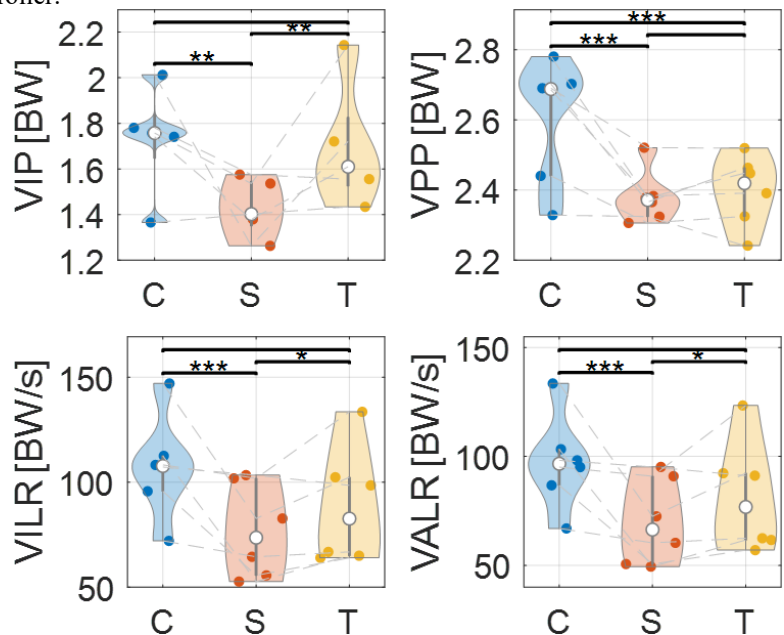 roller.
2.2
2
1.8
1.6
1.4
1.2
VIP [BW]
**
**
C
S
T
2.8
2.6
2.4
2.2
VPP [BW]
***
***
C
S
T
150
100
50
VILR [BW/s]
***
*
C
S
T
150
100
50
VALR [BW/s]
***
*
C
S
T